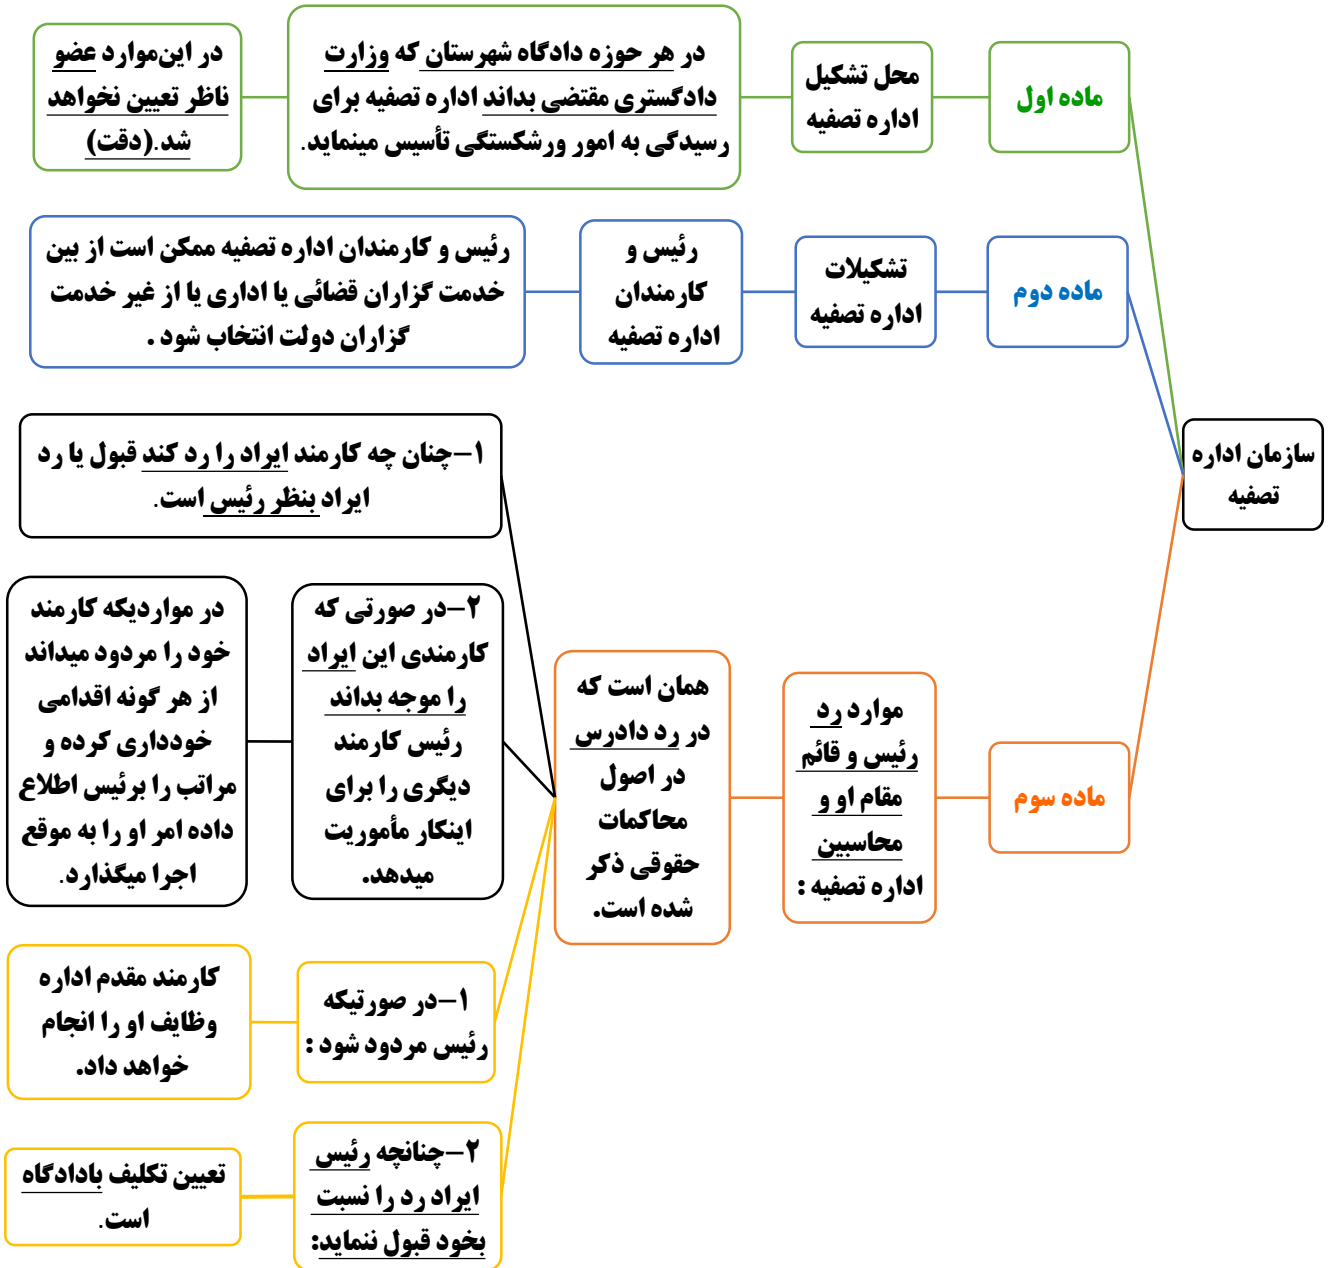 سازمان اداره
تصفیه
ماده اول
محل تشکیل
اداره تصفیه
در هر حوزه دادگاه شهرستان که وزارت
دادگستری مقتضی بداند اداره تصفیه برای
رسیدگی به امور ورشکستگی تأسیس مینماید.
در این‌موارد عضو
ناظر تعیین نخواهد
شد.(دقت)
ماده دوم
تشکیلات
اداره تصفیه
رئیس و
کارمندان
اداره تصفیه
رئیس و کارمندان اداره تصفیه ممکن است از بین
خدمت گزاران قضائی یا اداری یا از غیر خدمت
گزاران دولت انتخاب شود .
ماده سوم
موارد رد
رئیس و قائم
مقام او و
محاسبین
اداره تصفیه :
همان است که
در رد دادرس
در اصول
محاکمات
حقوقی ذکر
شده است.
۱-چنان چه کارمند ایراد را رد کند قبول یا رد
ایراد بنظر رئیس است.
۲-در صورتی که
کارمندی این ایراد
را موجه بداند
رئیس کارمند
دیگری را برای
اینکار مأموریت
میدهد.
در مواردیکه کارمند
خود را مردود میداند
از هر گونه اقدامی
خودداری کرده و
مراتب را برئیس اطلاع
داده امر او را به موقع
اجرا میگذارد.
۱-در صورتیکه
رئیس مردود شود :
کارمند مقدم اداره
وظایف او را انجام
خواهد داد.
۲-چنانچه رئیس
ایراد رد را نسبت
بخود قبول ننماید:
تعیین تکلیف بادادگاه
است.